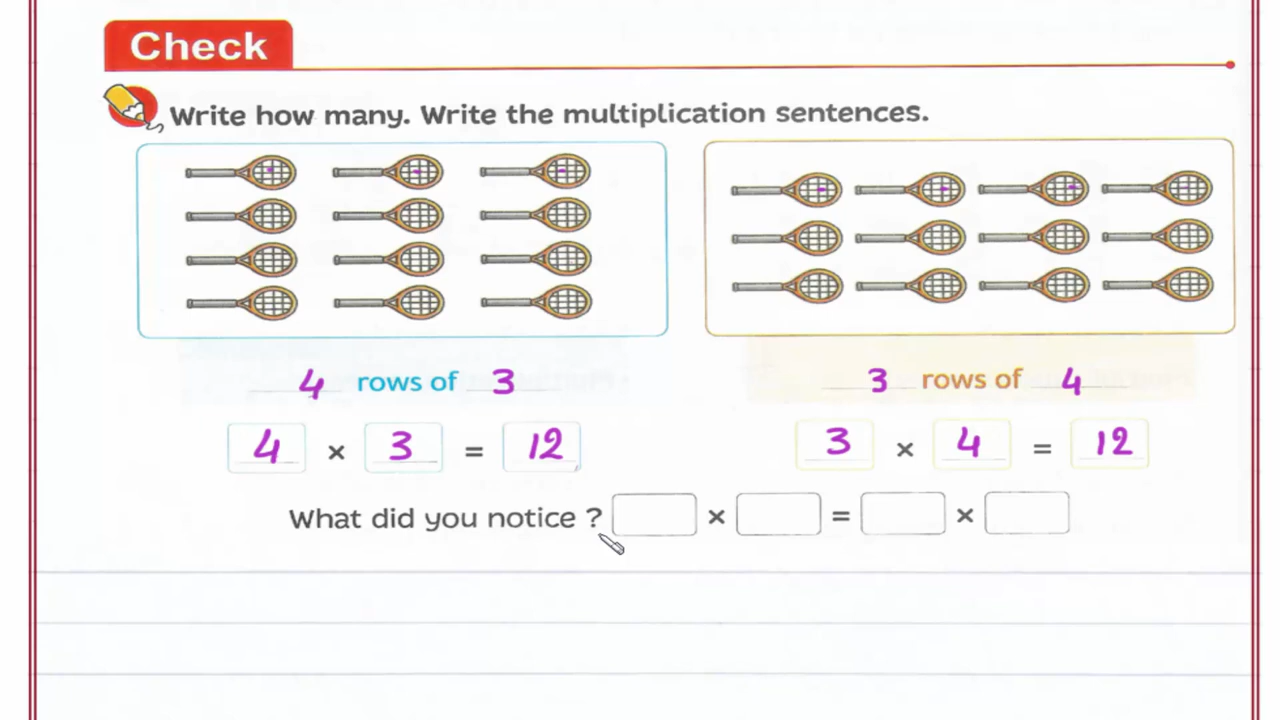 Check
Write how many. Write the multiplication sentences.
4 rows of 3
3 rows of 4
4 × 3 = 12
3 × 4 = 12
What did you notice ? × = ×